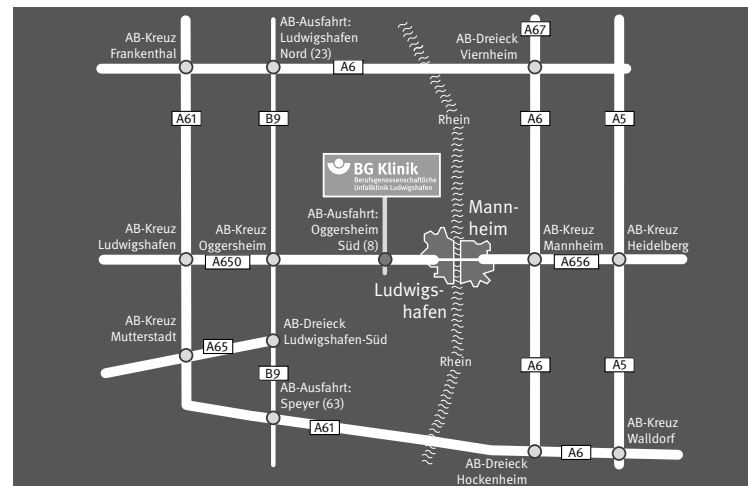 AB-Kreuz
Frankenthal
AB-Ausfahrt:
Ludwigshafen
Nord (23)
A67
AB-Dreieck
Viernheim
A6
A61
B9
Rhein
A6
A5
BG Klinik
Berufsgenossenschaftliche
Unfallklinik Ludwigshafen
AB-Kreuz
Ludwigshafen
AB-Kreuz
Oggersheim
AB-Ausfahrt:
Oggersheim
Süd (8)
Mann-
heim
AB-Kreuz
Mannheim
AB-Kreuz
Heidelberg
A650
A656
Ludwigs-
hafen
AB-Kreuz
Mutterstadt
A65
AB-Dreieck
Ludwigshafen-Süd
Rhein
A6
A5
B9
AB-Ausfahrt:
Speyer (63)
A61
AB-Kreuz
Walldorf
A6
AB-Dreieck
Hockenheim